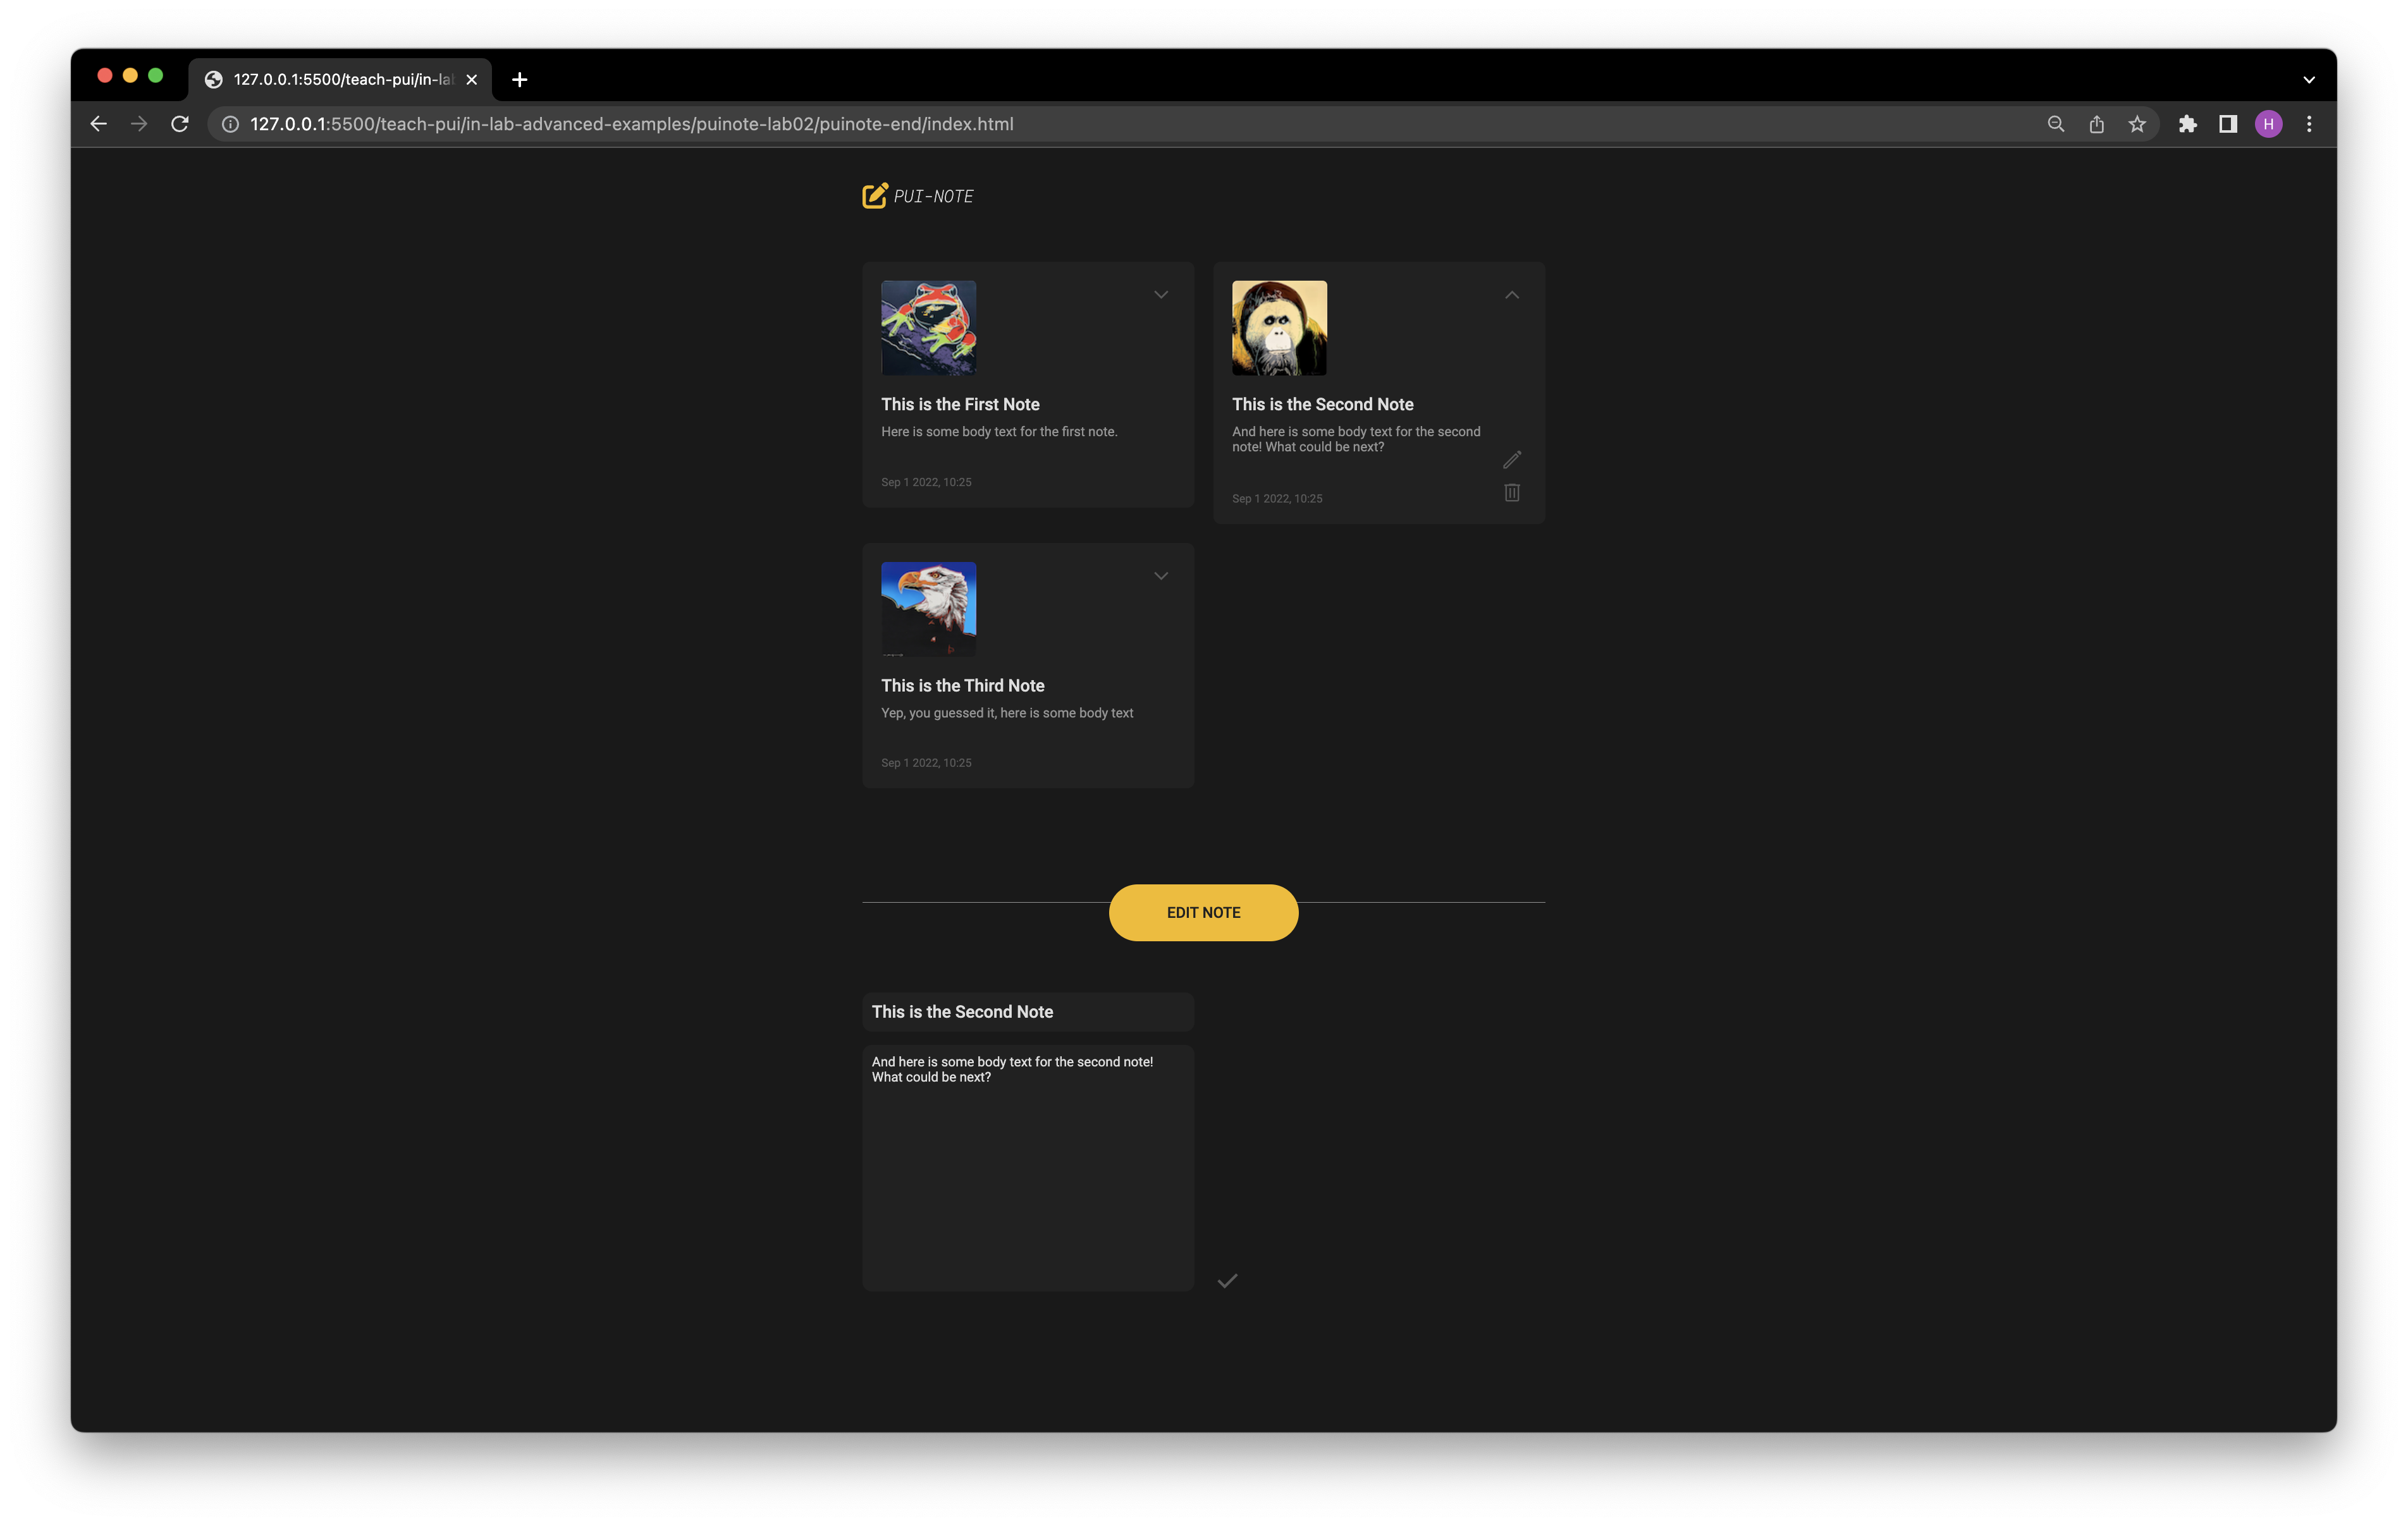 127.0.0.1:5500/teach-pui/in-la
127.0.0.1:5500/teach-pui/in-lab-advanced-examples/puinote-lab02/puinote-end/index.html
H
PUI-NOTE
This is the First Note
Here is some body text for the first note.
Sep 1 2022, 10:25
This is the Second Note
And here is some body text for the second
note! What could be next?
Sep 1 2022, 10:25
This is the Third Note
Yep, you guessed it, here is some body text
Sep 1 2022, 10:25
EDIT NOTE
This is the Second Note
And here is some body text for the second note!
What could be next?